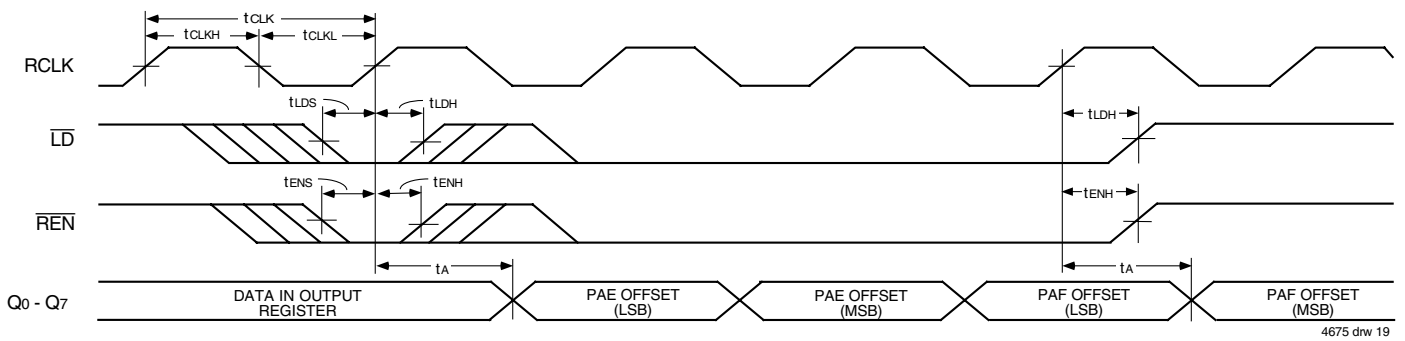 tCLK
tCLKH
tCLKL
RCLK
tLDS
tLDH
tLDH
LD
tENS
tENH
tENH
REN
tA
tA
Q0 - Q7
DATA IN OUTPUT
REGISTER
PAE OFFSET
(LSB)
PAE OFFSET
(MSB)
PAF OFFSET
(LSB)
PAF OFFSET
(MSB)
4675 drw 19